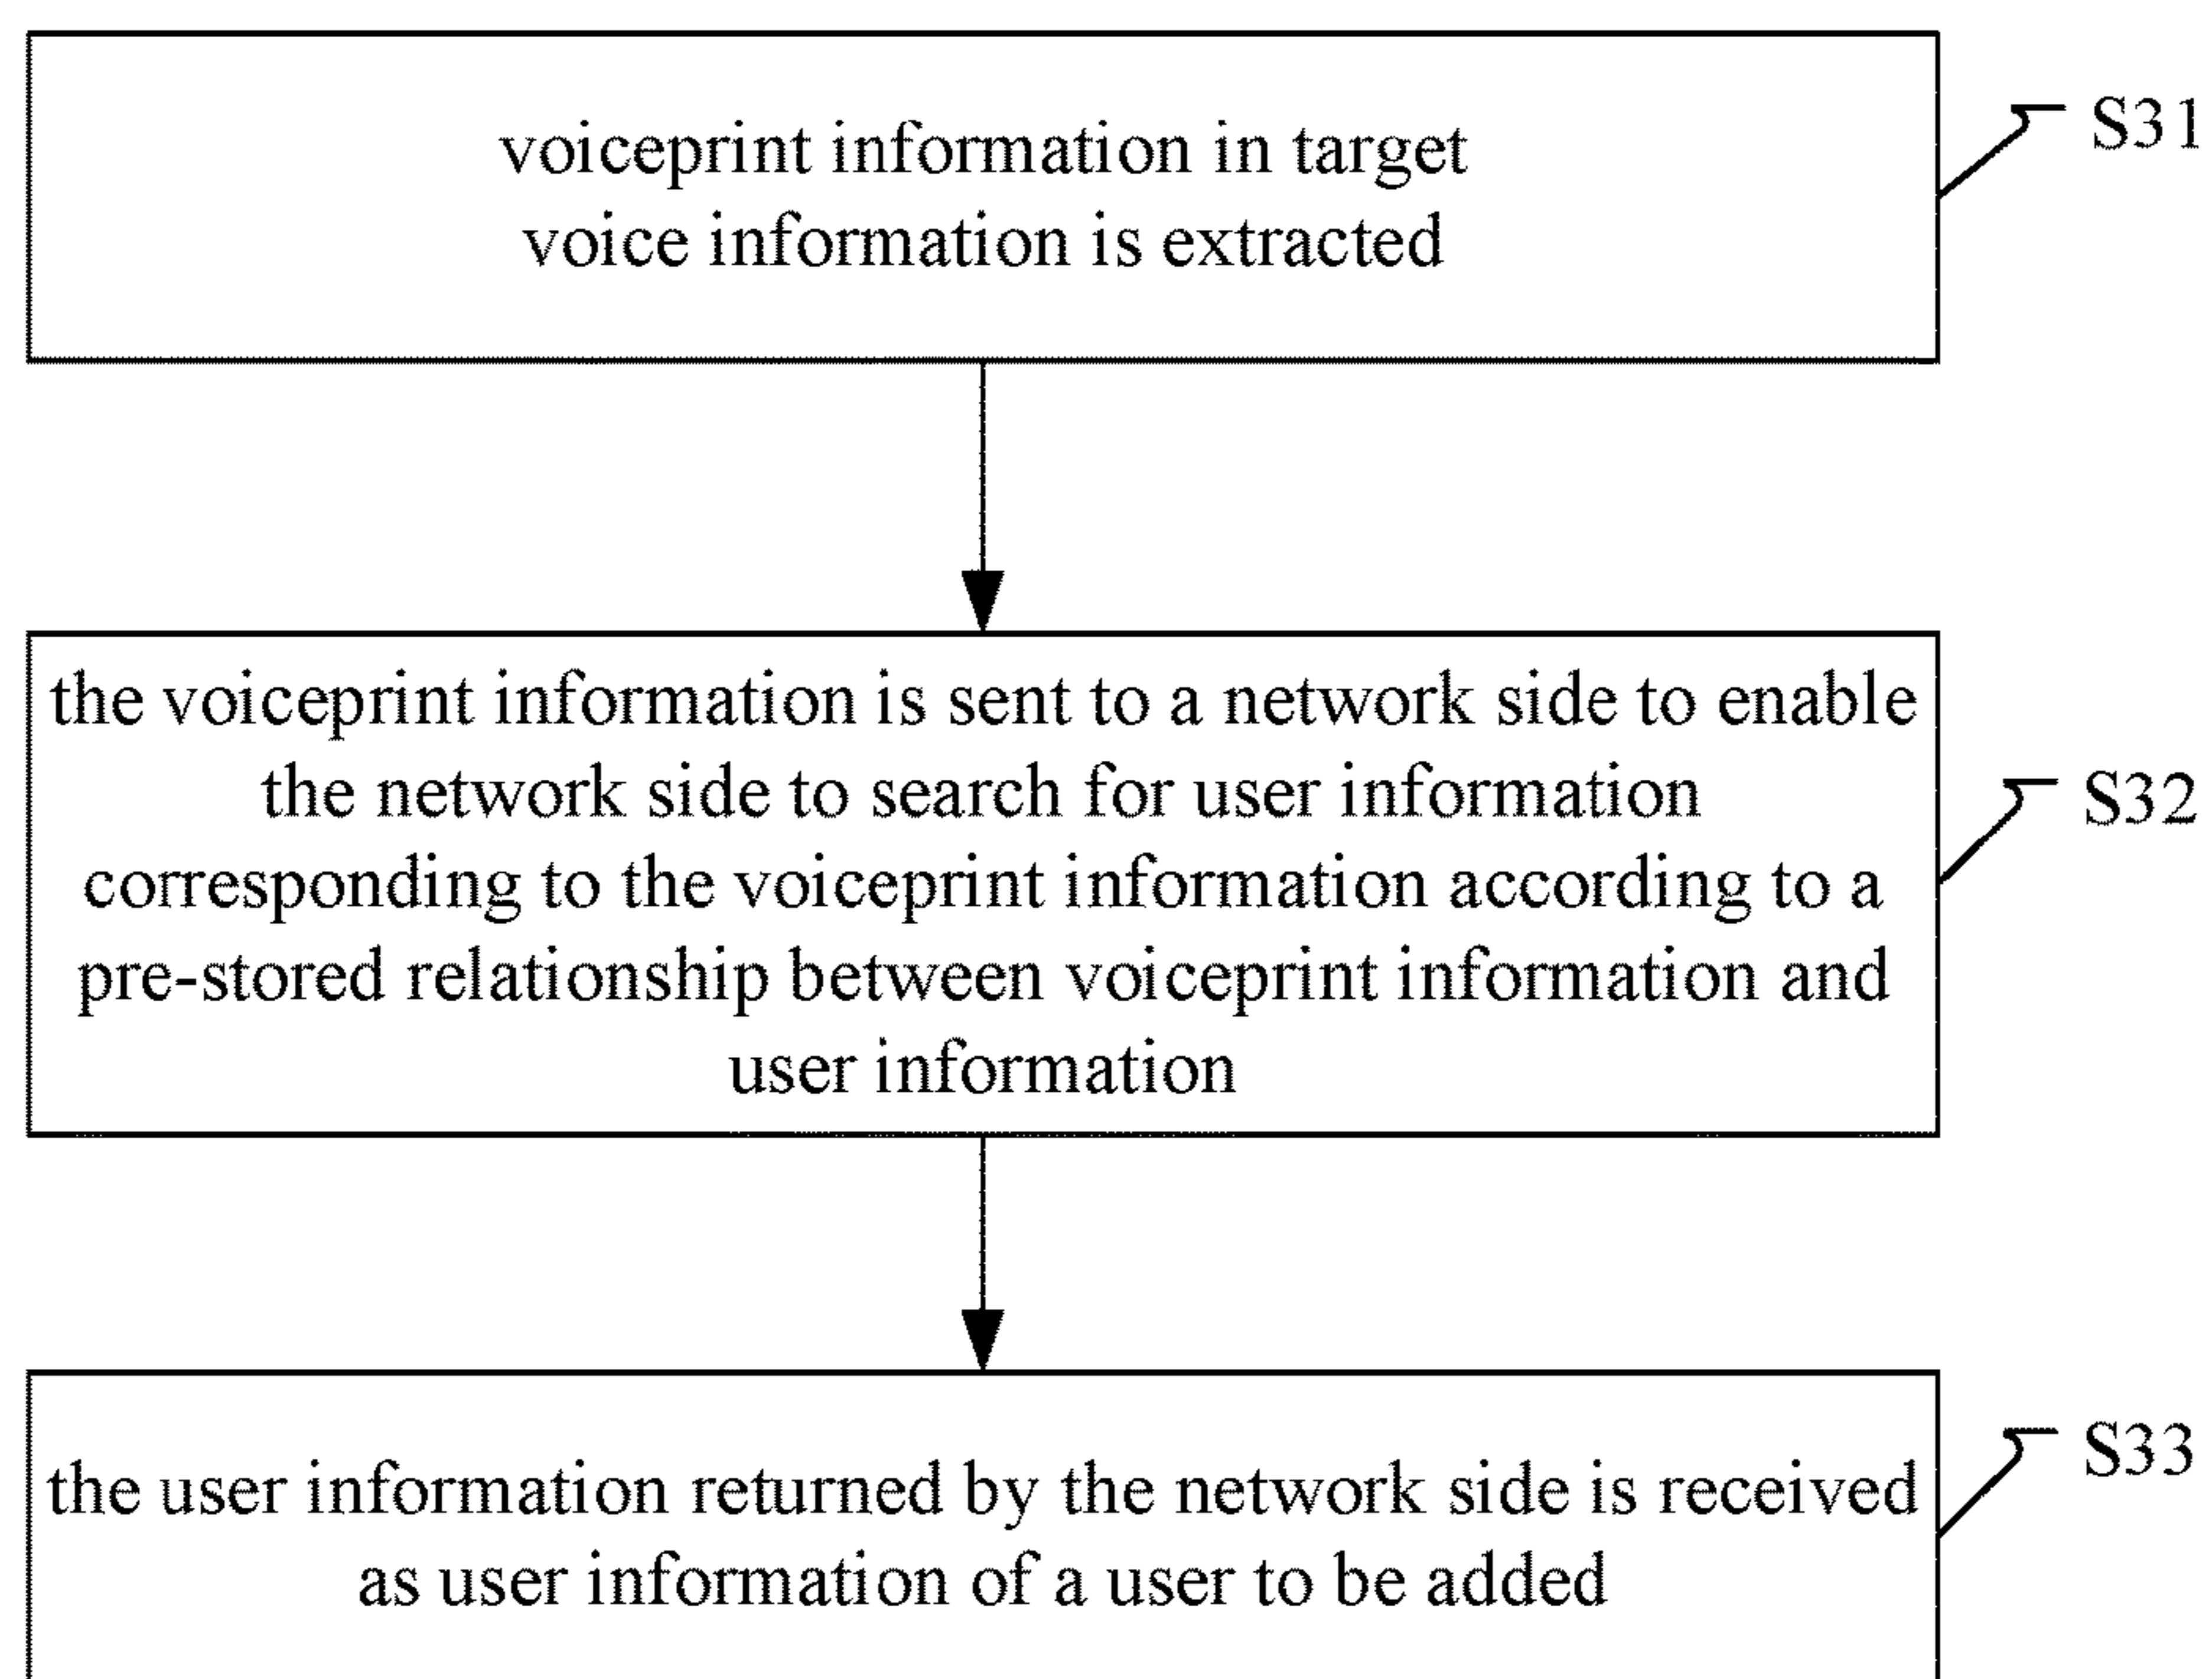 voiceprint information in target
voice information is extracted
S31
the voiceprint information is sent to a network side to enable
the network side to search for user information
corresponding to the voiceprint information according to a
pre-stored relationship between voiceprint information and
user information
S32
the user information returned by the network side is received
as user information of a user to be added
S33